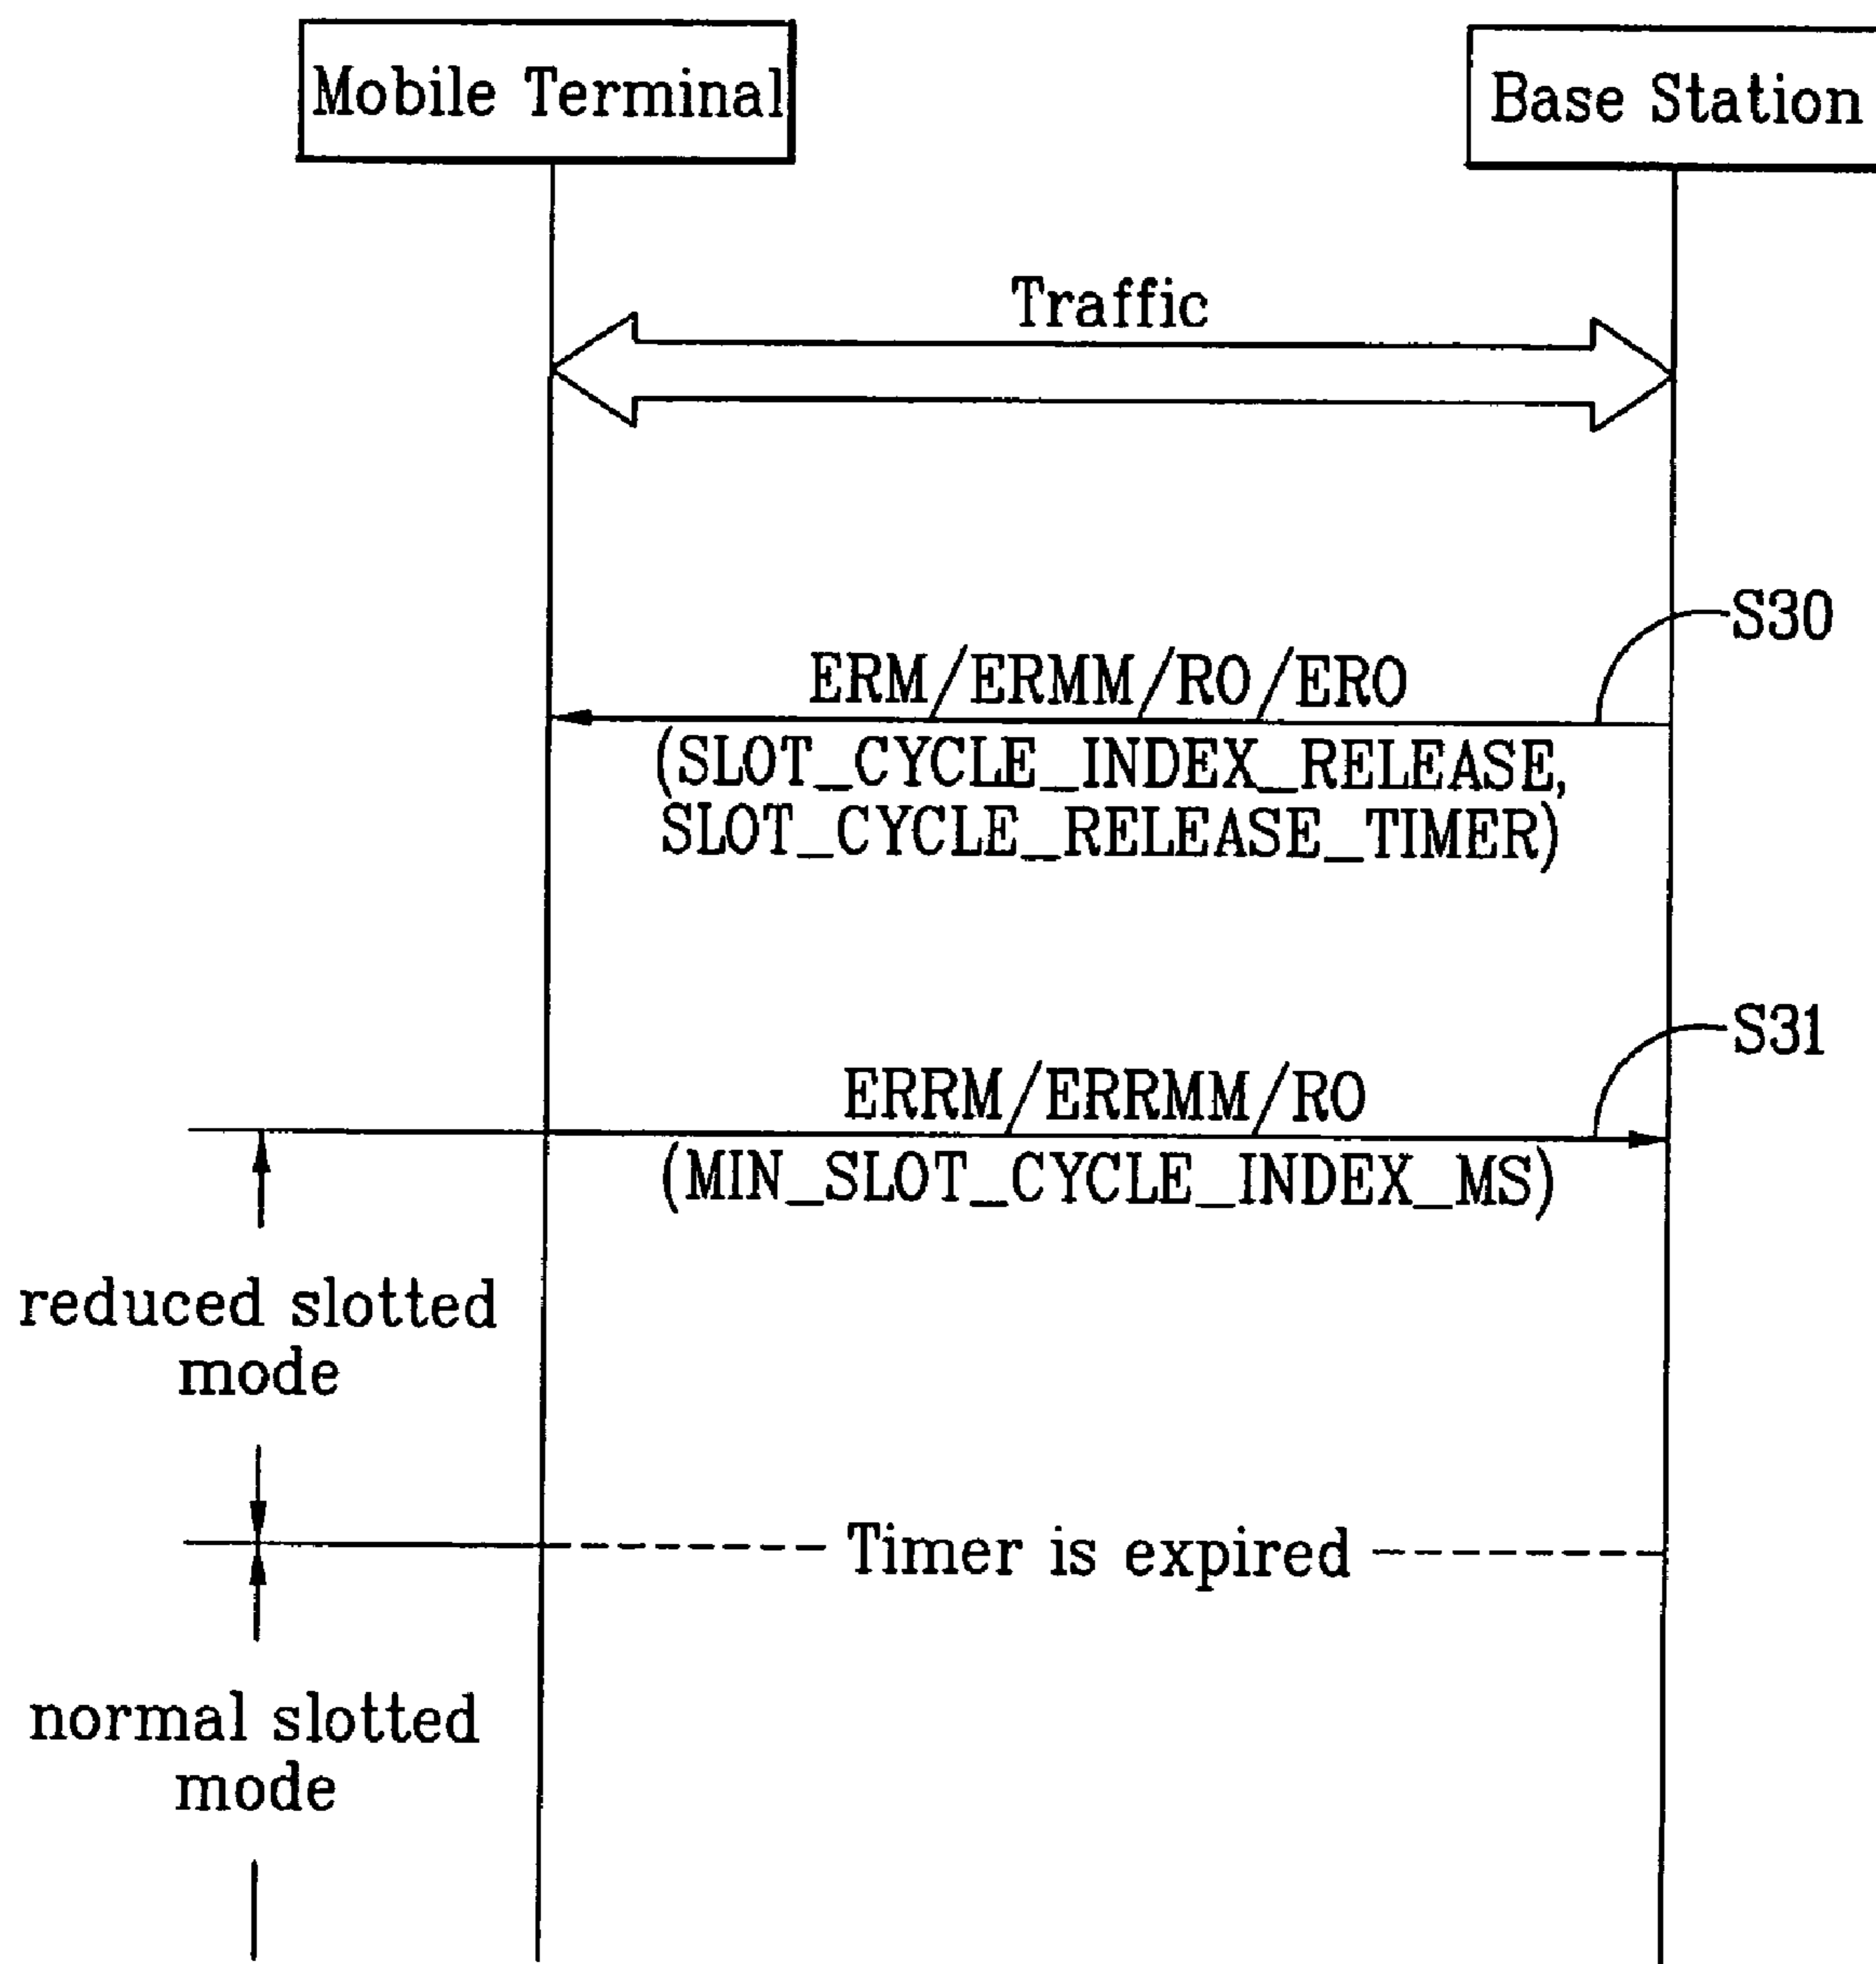 Mobile Terminal
Base Station
Traffic
S30
ERM/ERMM/RO/ERO
(SLOT_CYCLE_INDEX_RELEASE,
SLOT_CYCLE_RELEASE_TIMER)
S31
ERRM/ERRMM/RO
(MIN_SLOT_CYCLE_INDEX_MS)
reduced slotted
mode
Timer is expired
normal slotted
mode